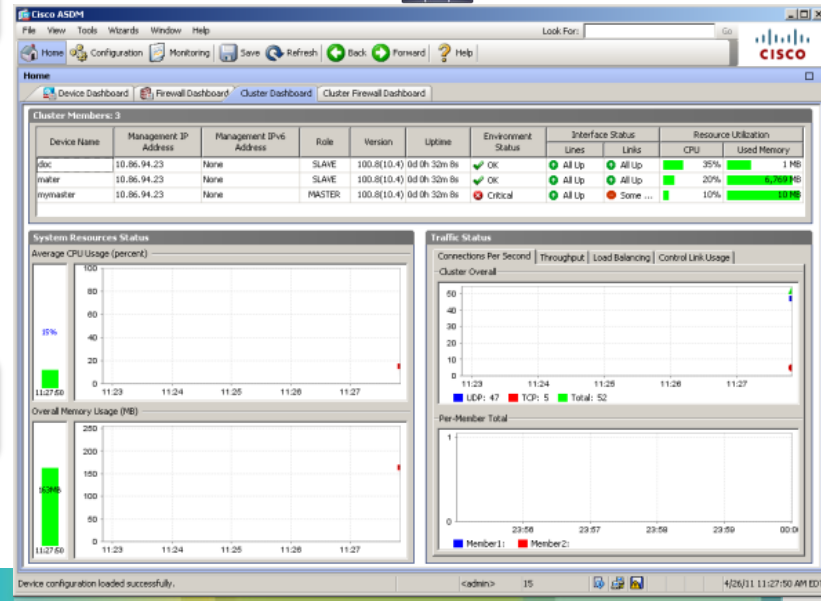 Cisco ASDM
File View Tools Wizards Window Help Look For: Go
Home Configuration Monitoring Save Refresh Back Forward Help
CISCO
Home
Device Dashboard Firewall Dashboard Cluster Dashboard Cluster Firewall Dashboard
Cluster Members: 3
Device Name Management IP Address Management IPv6 Address Role Version Uptime Environment Status Interface Status Resource Utilization
Lines Links CPU Used Memory
doc 10.86.94.23 None SLAVE 100.8(10.4) 0d 0h 32m 8s OK All Up All Up 35% 1 MB
mater 10.86.94.23 None SLAVE 100.8(10.4) 0d 0h 32m 8s OK All Up All Up 20% 6,769 MB
mymaster 10.86.94.23 None MASTER 100.8(10.4) 0d 0h 32m 8s Critical All Up Some ... 10% 10 MB
System Resources Status
Average CPU Usage (percent)
100
80
60
40
20
0
15%
11:27:50
11:23 11:24 11:25 11:26 11:27
Overall Memory Usage (MB)
250
200
150
100
50
0
163MB
11:27:50
11:23 11:24 11:25 11:26 11:27
Traffic Status
Connections Per Second Throughput Load Balancing Control Link Usage
Cluster Overall
50
40
30
20
10
0
11:23 11:24 11:25 11:26 11:27
UDP: 47 TCP: 5 Total: 52
Per-Member Total
1
0
23:56 23:57 23:58 23:59 00:0
Member1: Member2:
Device configuration loaded successfully. <admin> 15 4/26/11 11:27:50 AM EDT